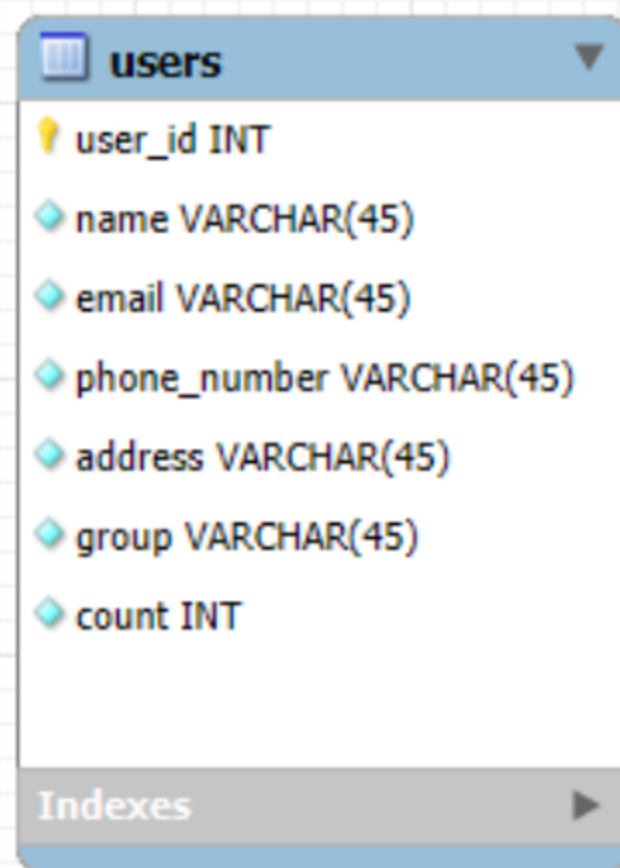 users
user_id INT
name VARCHAR(45)
email VARCHAR(45)
phone_number VARCHAR(45)
address VARCHAR(45)
group VARCHAR(45)
count INT
Indexes